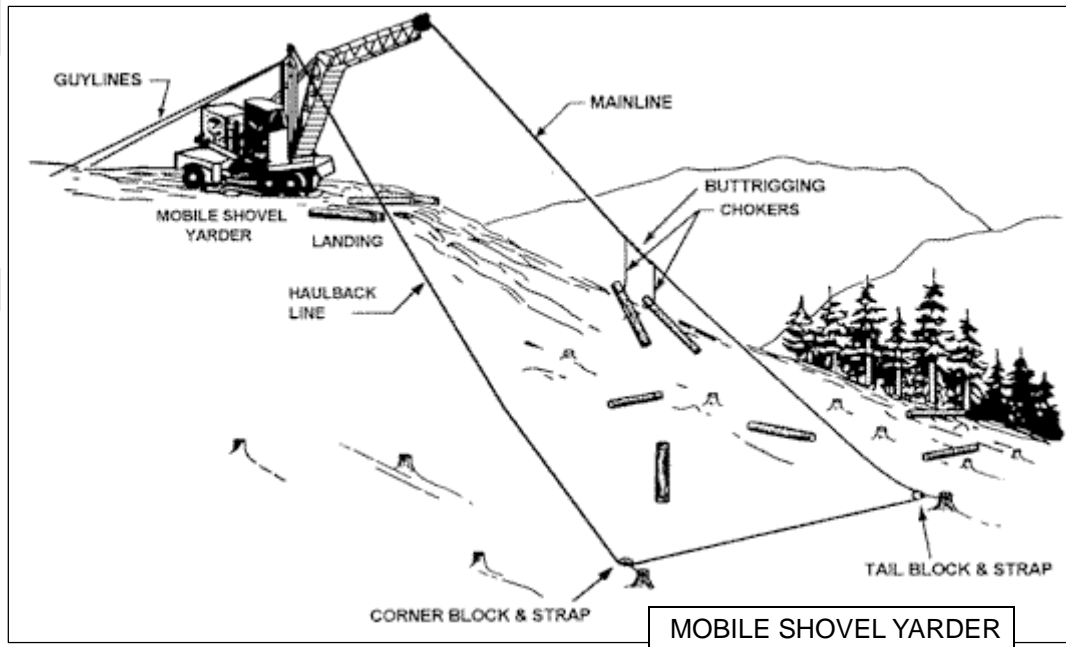 GUYLINES
MAINLINE
BUTTRIGGING
CHOKERS
MOBILE SHOVEL
YARDER
LANDING
HAULBACK
LINE
TAIL BLOCK & STRAP
CORNER BLOCK & STRAP
MOBILE SHOVEL YARDER